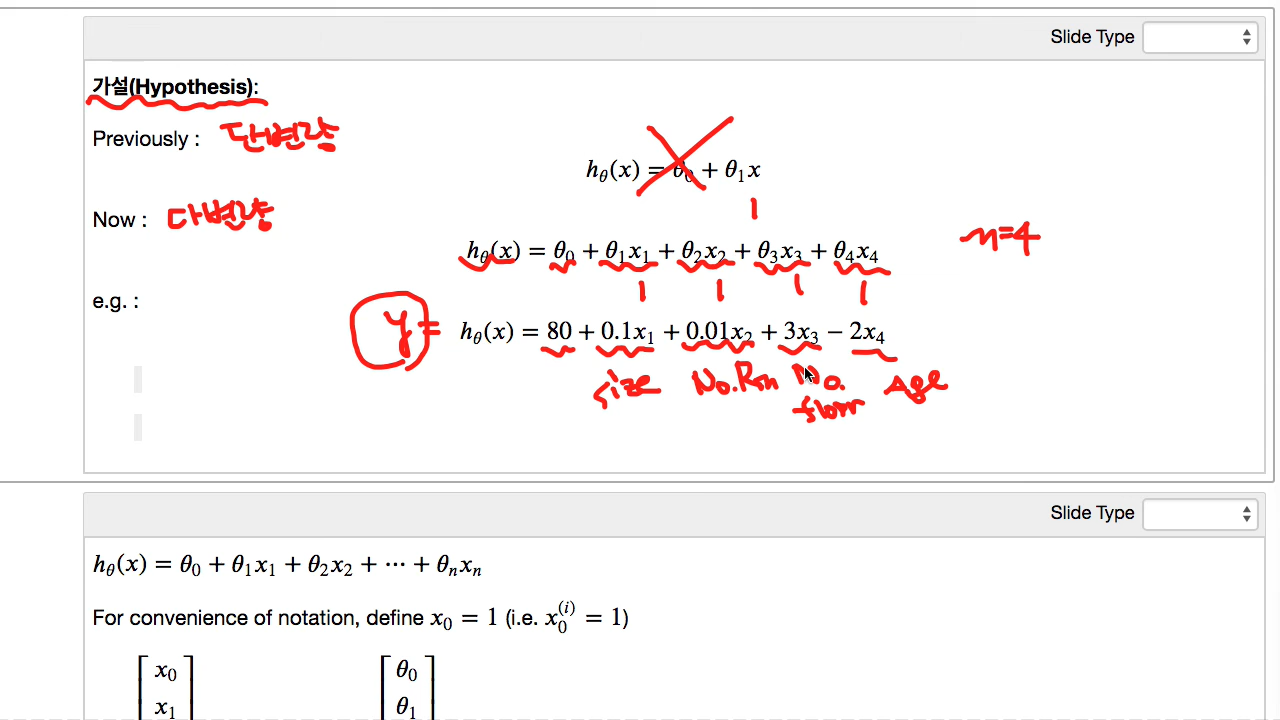 Slide Type
가설(Hypothesis):
Previously : 단변량
hθ(x) = θ0 + θ1x
Now : 다변량
hθ(x) = θ0 + θ1x1 + θ2x2 + θ3x3 + θ4x4
n=4
e.g. :
y = hθ(x) = 80 + 0.1x1 + 0.01x2 + 3x3 − 2x4
size No.Rm No. Age
floor
Slide Type
hθ(x) = θ0 + θ1x1 + θ2x2 + ⋯ + θnxn
For convenience of notation, define x0 = 1 (i.e. x0(i) = 1)
x0 θ0
x1 θ1